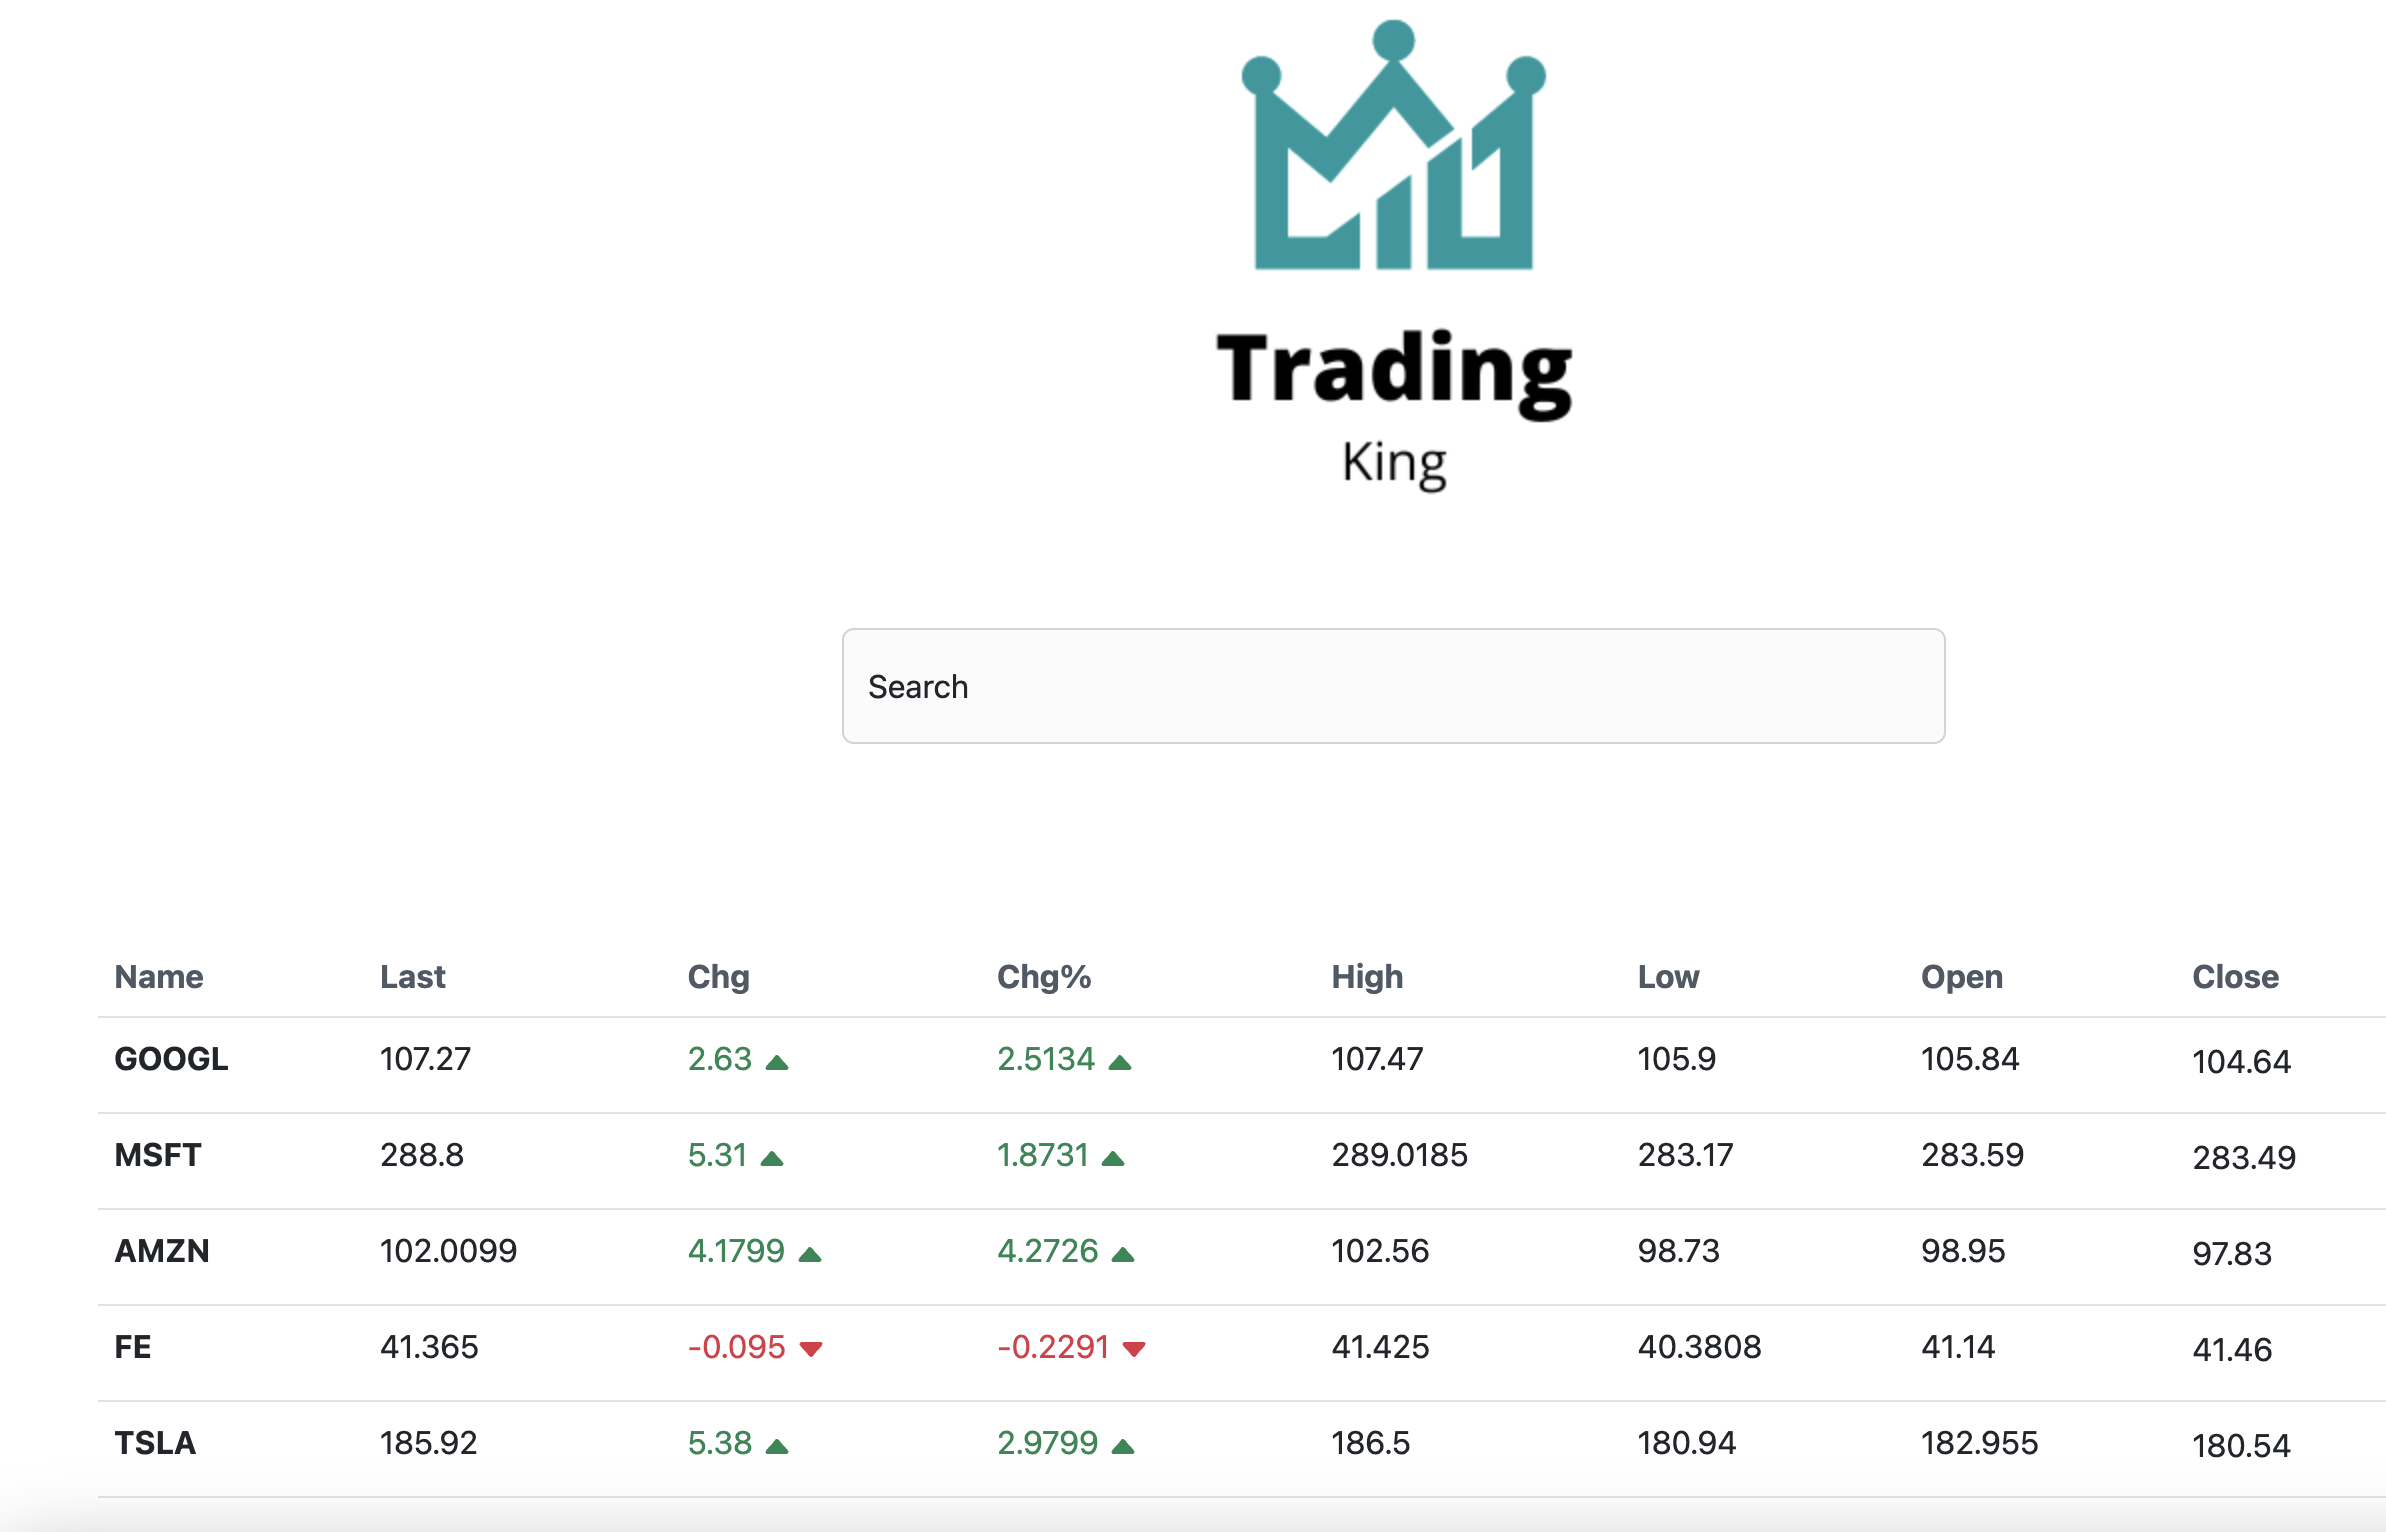 Trading
King
Search
Name Last Chg Chg% High Low Open Close
GOOGL 107.27 2.63 2.5134 107.47 105.9 105.84 104.64
MSFT 288.8 5.31 1.8731 289.0185 283.17 283.59 283.49
AMZN 102.0099 4.1799 4.2726 102.56 98.73 98.95 97.83
FE 41.365 -0.095 -0.2291 41.425 40.3808 41.14 41.46
TSLA 185.92 5.38 2.9799 186.5 180.94 182.955 180.54